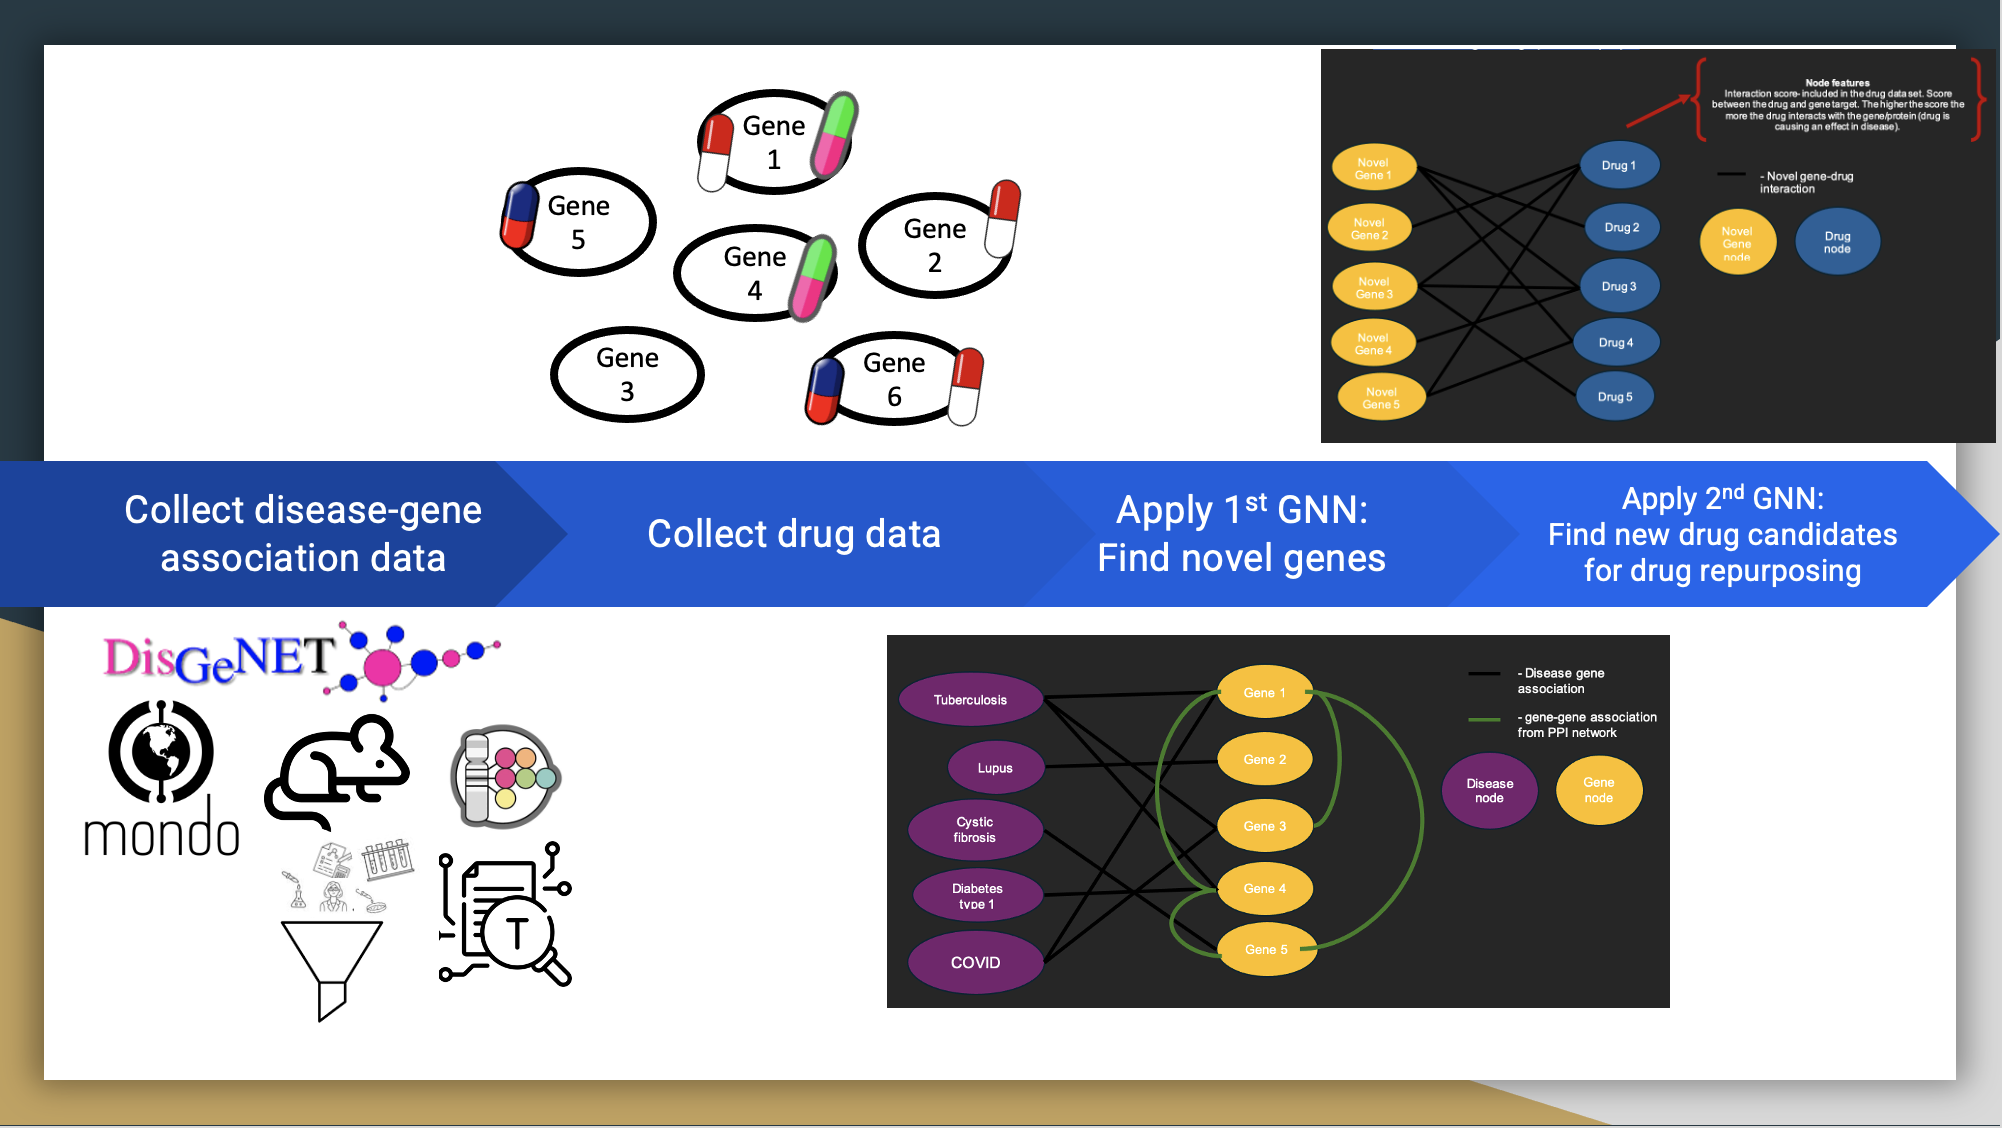 Gene
1
Gene
5
Gene
2
Gene
4
Gene
3
Gene
6
Node features
Interaction score- included in the drug data set. Score
between the drug and gene target. The higher the score the
more the drug interacts with the gene/protein (drug is
causing an effect in disease).
Novel
Gene 1
Novel
Gene 2
Novel
Gene 3
Novel
Gene 4
Novel
Gene 5
Drug 1
Drug 2
Drug 3
Drug 4
Drug 5
- Novel gene-drug
interaction
Novel
Gene
node
Drug
node
Collect disease-gene
association data
Collect drug data
Apply 1st GNN:
Find novel genes
Apply 2nd GNN:
Find new drug candidates
for drug repurposing
DisGeNET
mondo
T
Tuberculosis
Lupus
Cystic
fibrosis
Diabetes
type 1
COVID
Gene 1
Gene 2
Gene 3
Gene 4
Gene 5
- Disease gene
association
- gene-gene association
from PPI network
Disease
node
Gene
node